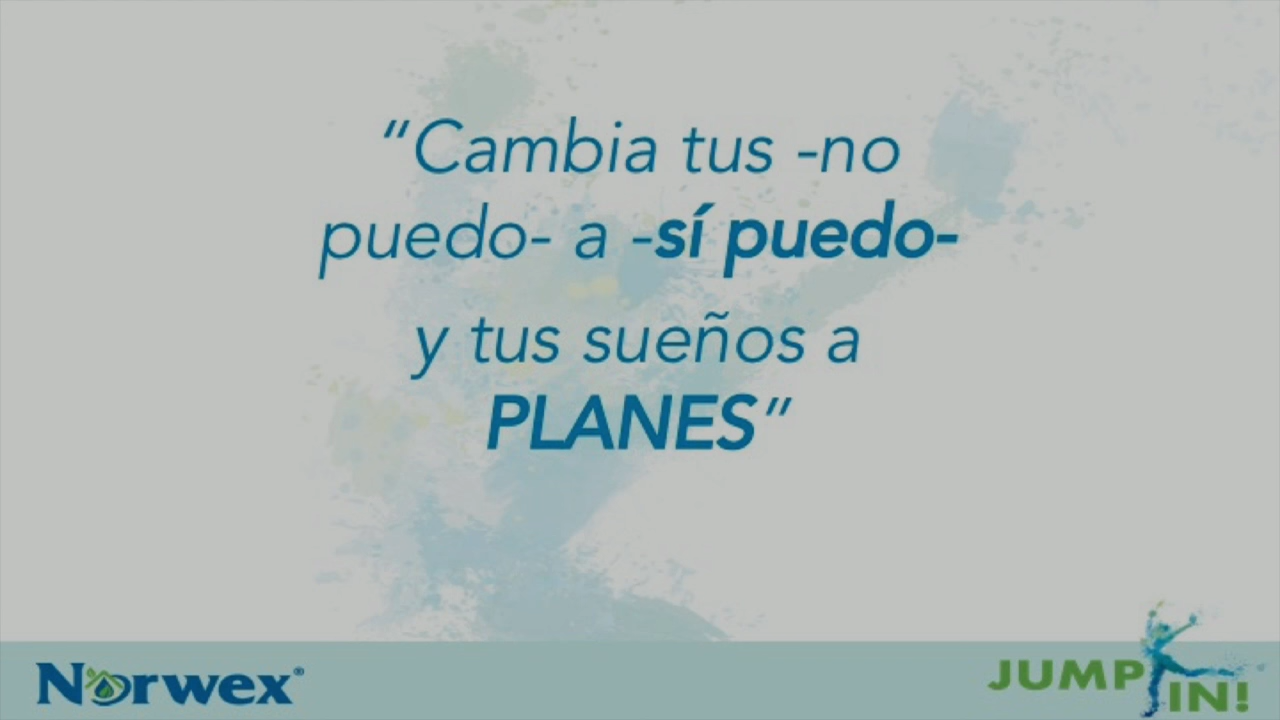 “Cambia tus -no
puedo- a -sí puedo-
y tus sueños a
PLANES”
Norwex®
JUMP IN!